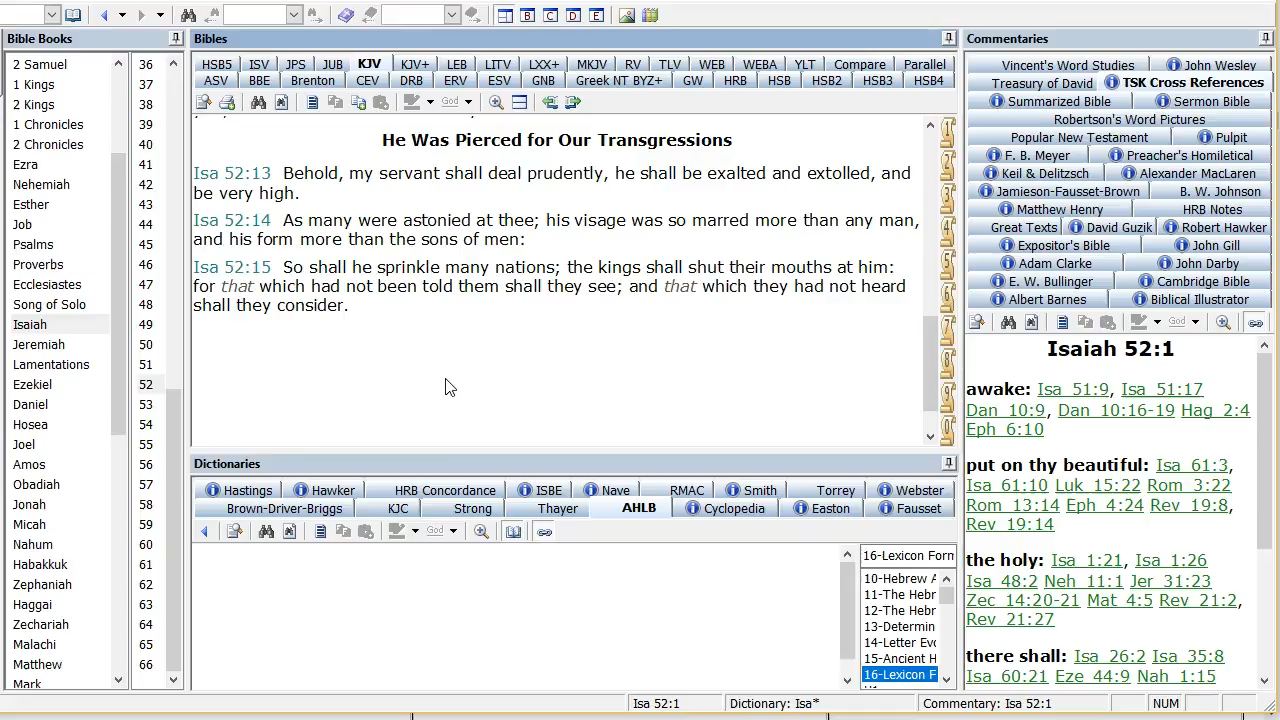 Bible Books
Bibles
Commentaries
2 Samuel
1 Kings
2 Kings
1 Chronicles
2 Chronicles
Ezra
Nehemiah
Esther
Job
Psalms
Proverbs
Ecclesiastes
Song of Solo
Isaiah
Jeremiah
Lamentations
Ezekiel
Daniel
Hosea
Joel
Amos
Obadiah
Jonah
Micah
Nahum
Habakkuk
Zephaniah
Haggai
Zechariah
Malachi
Matthew
Mark
36
37
38
39
40
41
42
43
44
45
46
47
48
49
50
51
52
53
54
55
56
57
58
59
60
61
62
63
64
65
66
B C D E
HSB5 ISV JPS JUB KJV KJV+ LEB LITV LXX+ MKJV RV TLV WEB WEBA YLT Compare Parallel
ASV BBE Brenton CEV DRB ERV ESV GNB Greek NT BYZ+ GW HRB HSB HSB2 HSB3 HSB4
God
He Was Pierced for Our Transgressions
Isa 52:13 Behold, my servant shall deal prudently, he shall be exalted and extolled, and
be very high.
Isa 52:14 As many were astonied at thee; his visage was so marred more than any man,
and his form more than the sons of men:
Isa 52:15 So shall he sprinkle many nations; the kings shall shut their mouths at him:
for that which had not been told them shall they see; and that which they had not heard
shall they consider.
1
2
3
4
5
6
7
8
9
0
Dictionaries
Hastings Hawker HRB Concordance ISBE Nave RMAC Smith Torrey Webster
Brown-Driver-Briggs KJC Strong Thayer AHLB Cyclopedia Easton Fausset
God
16-Lexicon Form
10-Hebrew A
11-The Hebr
12-The Hebr
13-Determin
14-Letter Evo
15-Ancient H
16-Lexicon F
Vincent's Word Studies John Wesley
Treasury of David TSK Cross References
Summarized Bible Sermon Bible
Robertson's Word Pictures
Popular New Testament Pulpit
F. B. Meyer Preacher's Homiletical
Keil & Delitzsch Alexander MacLaren
Jamieson-Fausset-Brown B. W. Johnson
Matthew Henry HRB Notes
Great Texts David Guzik Robert Hawker
Expositor's Bible John Gill
Adam Clarke John Darby
E. W. Bullinger Cambridge Bible
Albert Barnes Biblical Illustrator
God
Isaiah 52:1
awake: Isa 51:9, Isa 51:17
Dan 10:9, Dan 10:16-19 Hag 2:4
Eph 6:10
put on thy beautiful: Isa 61:3,
Isa 61:10 Luk 15:22 Rom 3:22
Rom 13:14 Eph 4:24 Rev 19:8,
Rev 19:14
the holy: Isa 1:21, Isa 1:26
Isa 48:2 Neh 11:1 Jer 31:23
Zec 14:20-21 Mat 4:5 Rev 21:2,
Rev 21:27
there shall: Isa 26:2 Isa 35:8
Isa 60:21 Eze 44:9 Nah 1:15
Isa 52:1 Dictionary: Isa* Commentary: Isa 52:1 NUM